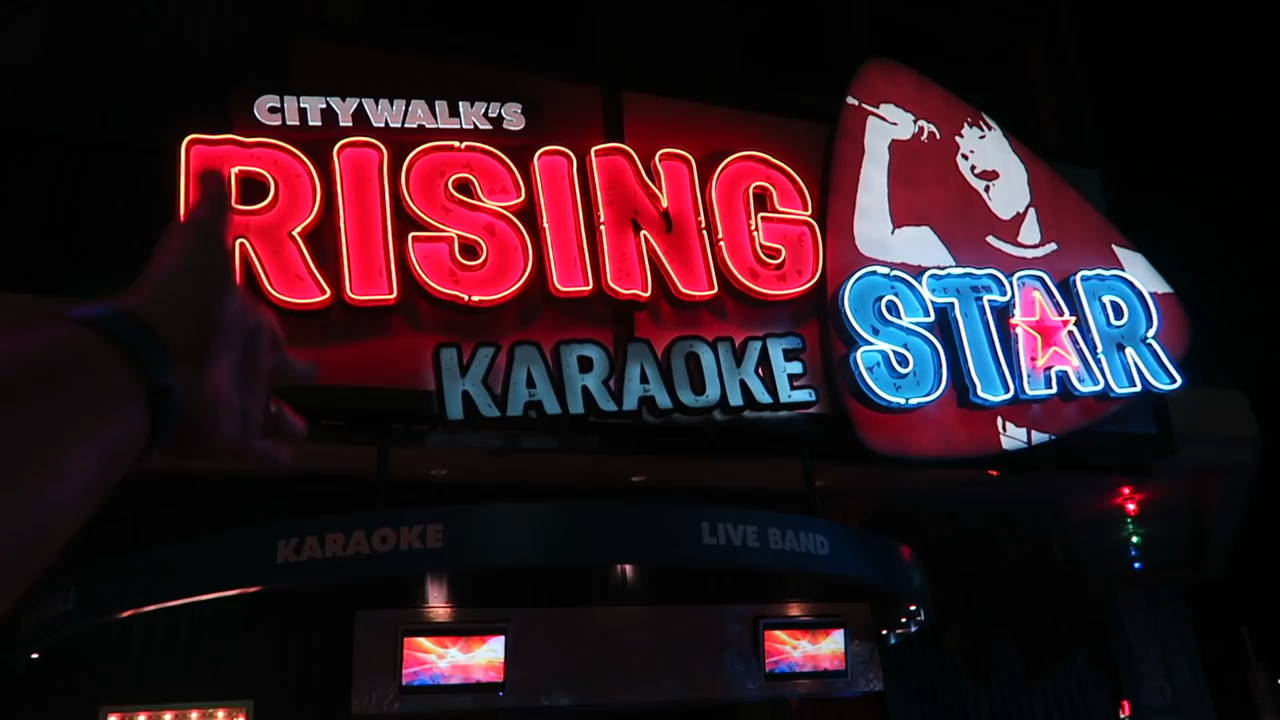 CITYWALK'S
RISING
STAR
KARAOKE
KARAOKE
LIVE BAND